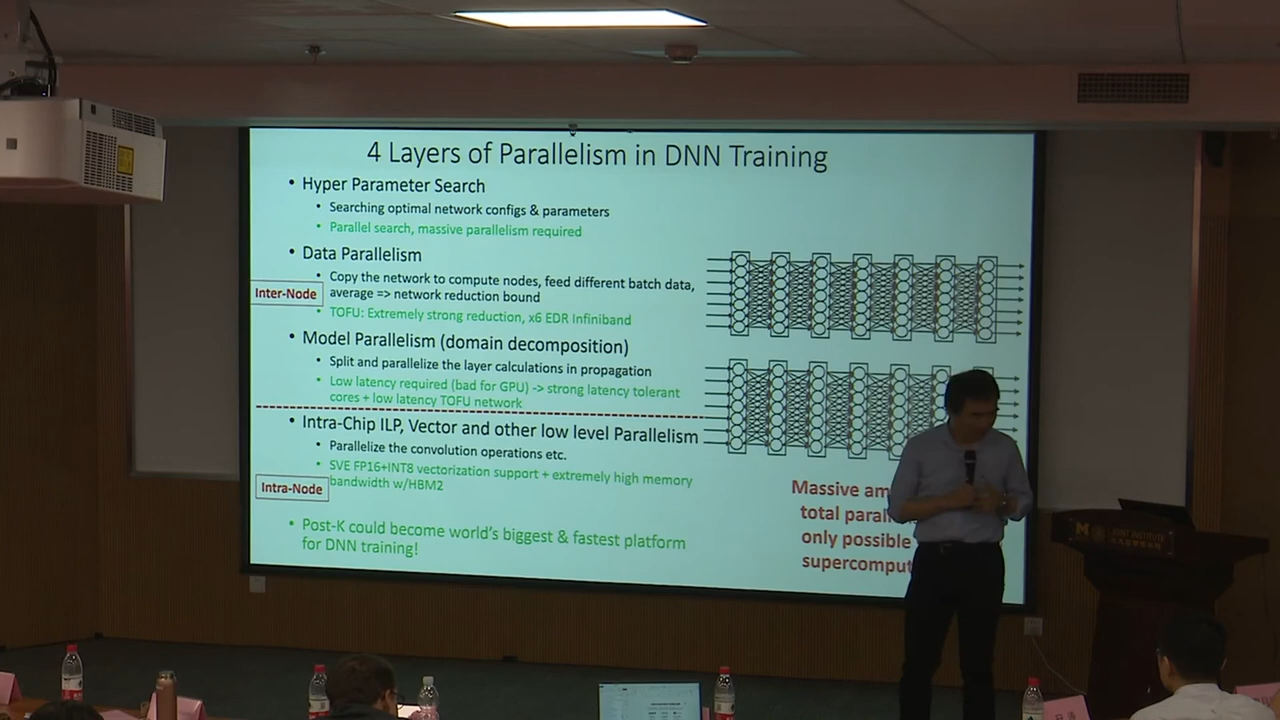 4 Layers of Parallelism in DNN Training
• Hyper Parameter Search
• Searching optimal network configs & parameters
• Parallel search, massive parallelism required
• Data Parallelism
• Copy the network to compute nodes, feed different batch data,
average => network reduction bound
Inter-Node
• TOFU: Extremely strong reduction, x6 EDR Infiniband
• Model Parallelism (domain decomposition)
• Split and parallelize the layer calculations in propagation
• Low latency required (bad for GPU) -> strong latency tolerant
cores + low latency TOFU network
• Intra-Chip ILP, Vector and other low level Parallelism
• Parallelize the convolution operations etc.
• SVE FP16+INT8 vectorization support + extremely high memory
bandwidth w/HBM2
Intra-Node
• Post-K could become world's biggest & fastest platform
for DNN training!
Massive am
total paral
only possible
supercomput
M
JOINT INSTITUTE